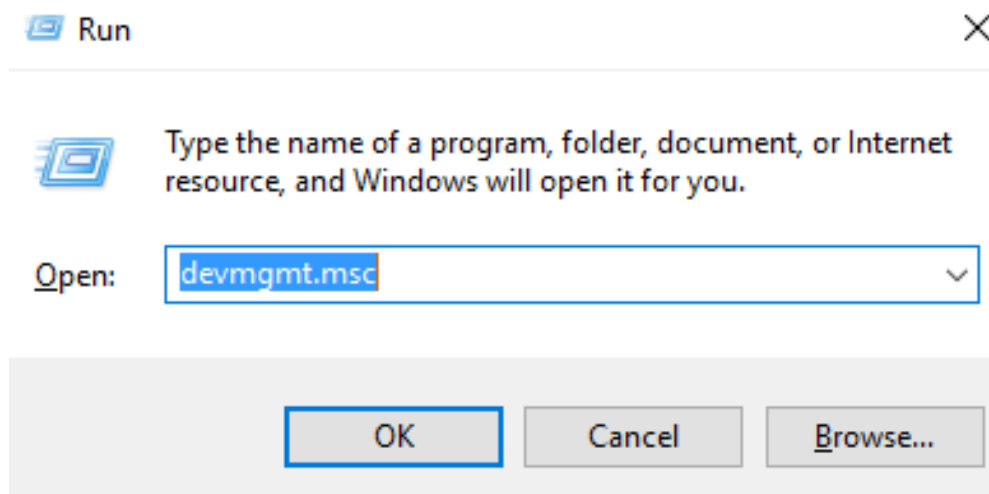 Run
Type the name of a program, folder, document, or Internet
resource, and Windows will open it for you.
Open: devmgmt.msc
OK Cancel Browse...